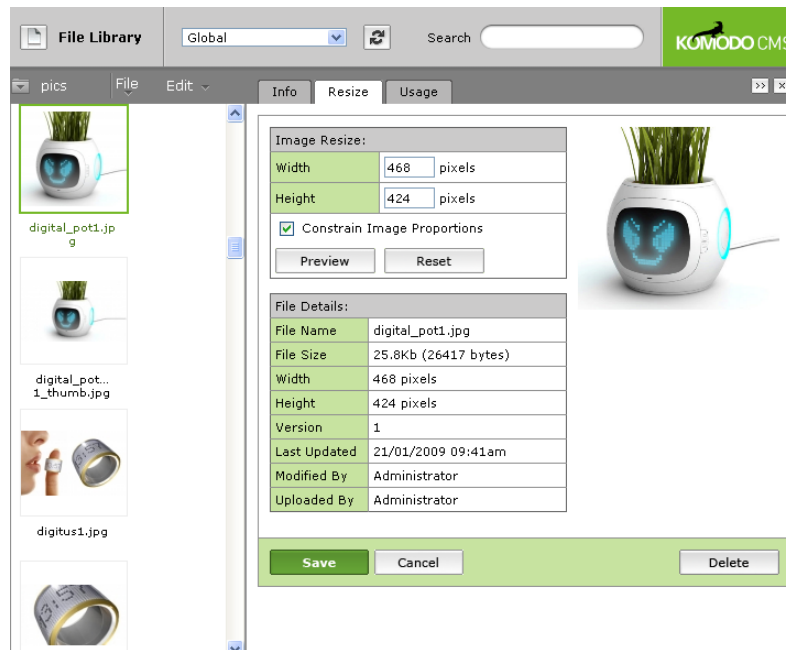 File Library
Global
Search
KOMODO CMS
pics
File
Edit
Info
Resize
Usage
>>
x
digital_pot1.jp
g
digital_pot...
1_thumb.jpg
digitus1.jpg
Image Resize:
Width 468 pixels
Height 424 pixels
Constrain Image Proportions
Preview Reset
File Details:
File Name digital_pot1.jpg
File Size 25.8Kb (26417 bytes)
Width 468 pixels
Height 424 pixels
Version 1
Last Updated 21/01/2009 09:41am
Modified By Administrator
Uploaded By Administrator
Save Cancel Delete
13:57